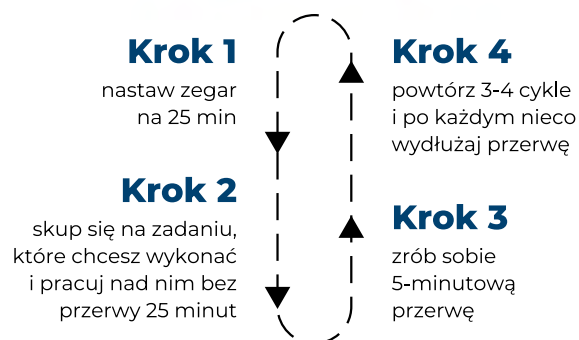 Krok 1
nastaw zegar
na 25 min
Krok 2
skup się na zadaniu,
które chcesz wykonać
i pracuj nad nim bez
przerwy 25 minut
Krok 3
zrób sobie
5-minutową
przerwę
Krok 4
powtórz 3-4 cykle
i po każdym nieco
wydłużaj przerwę